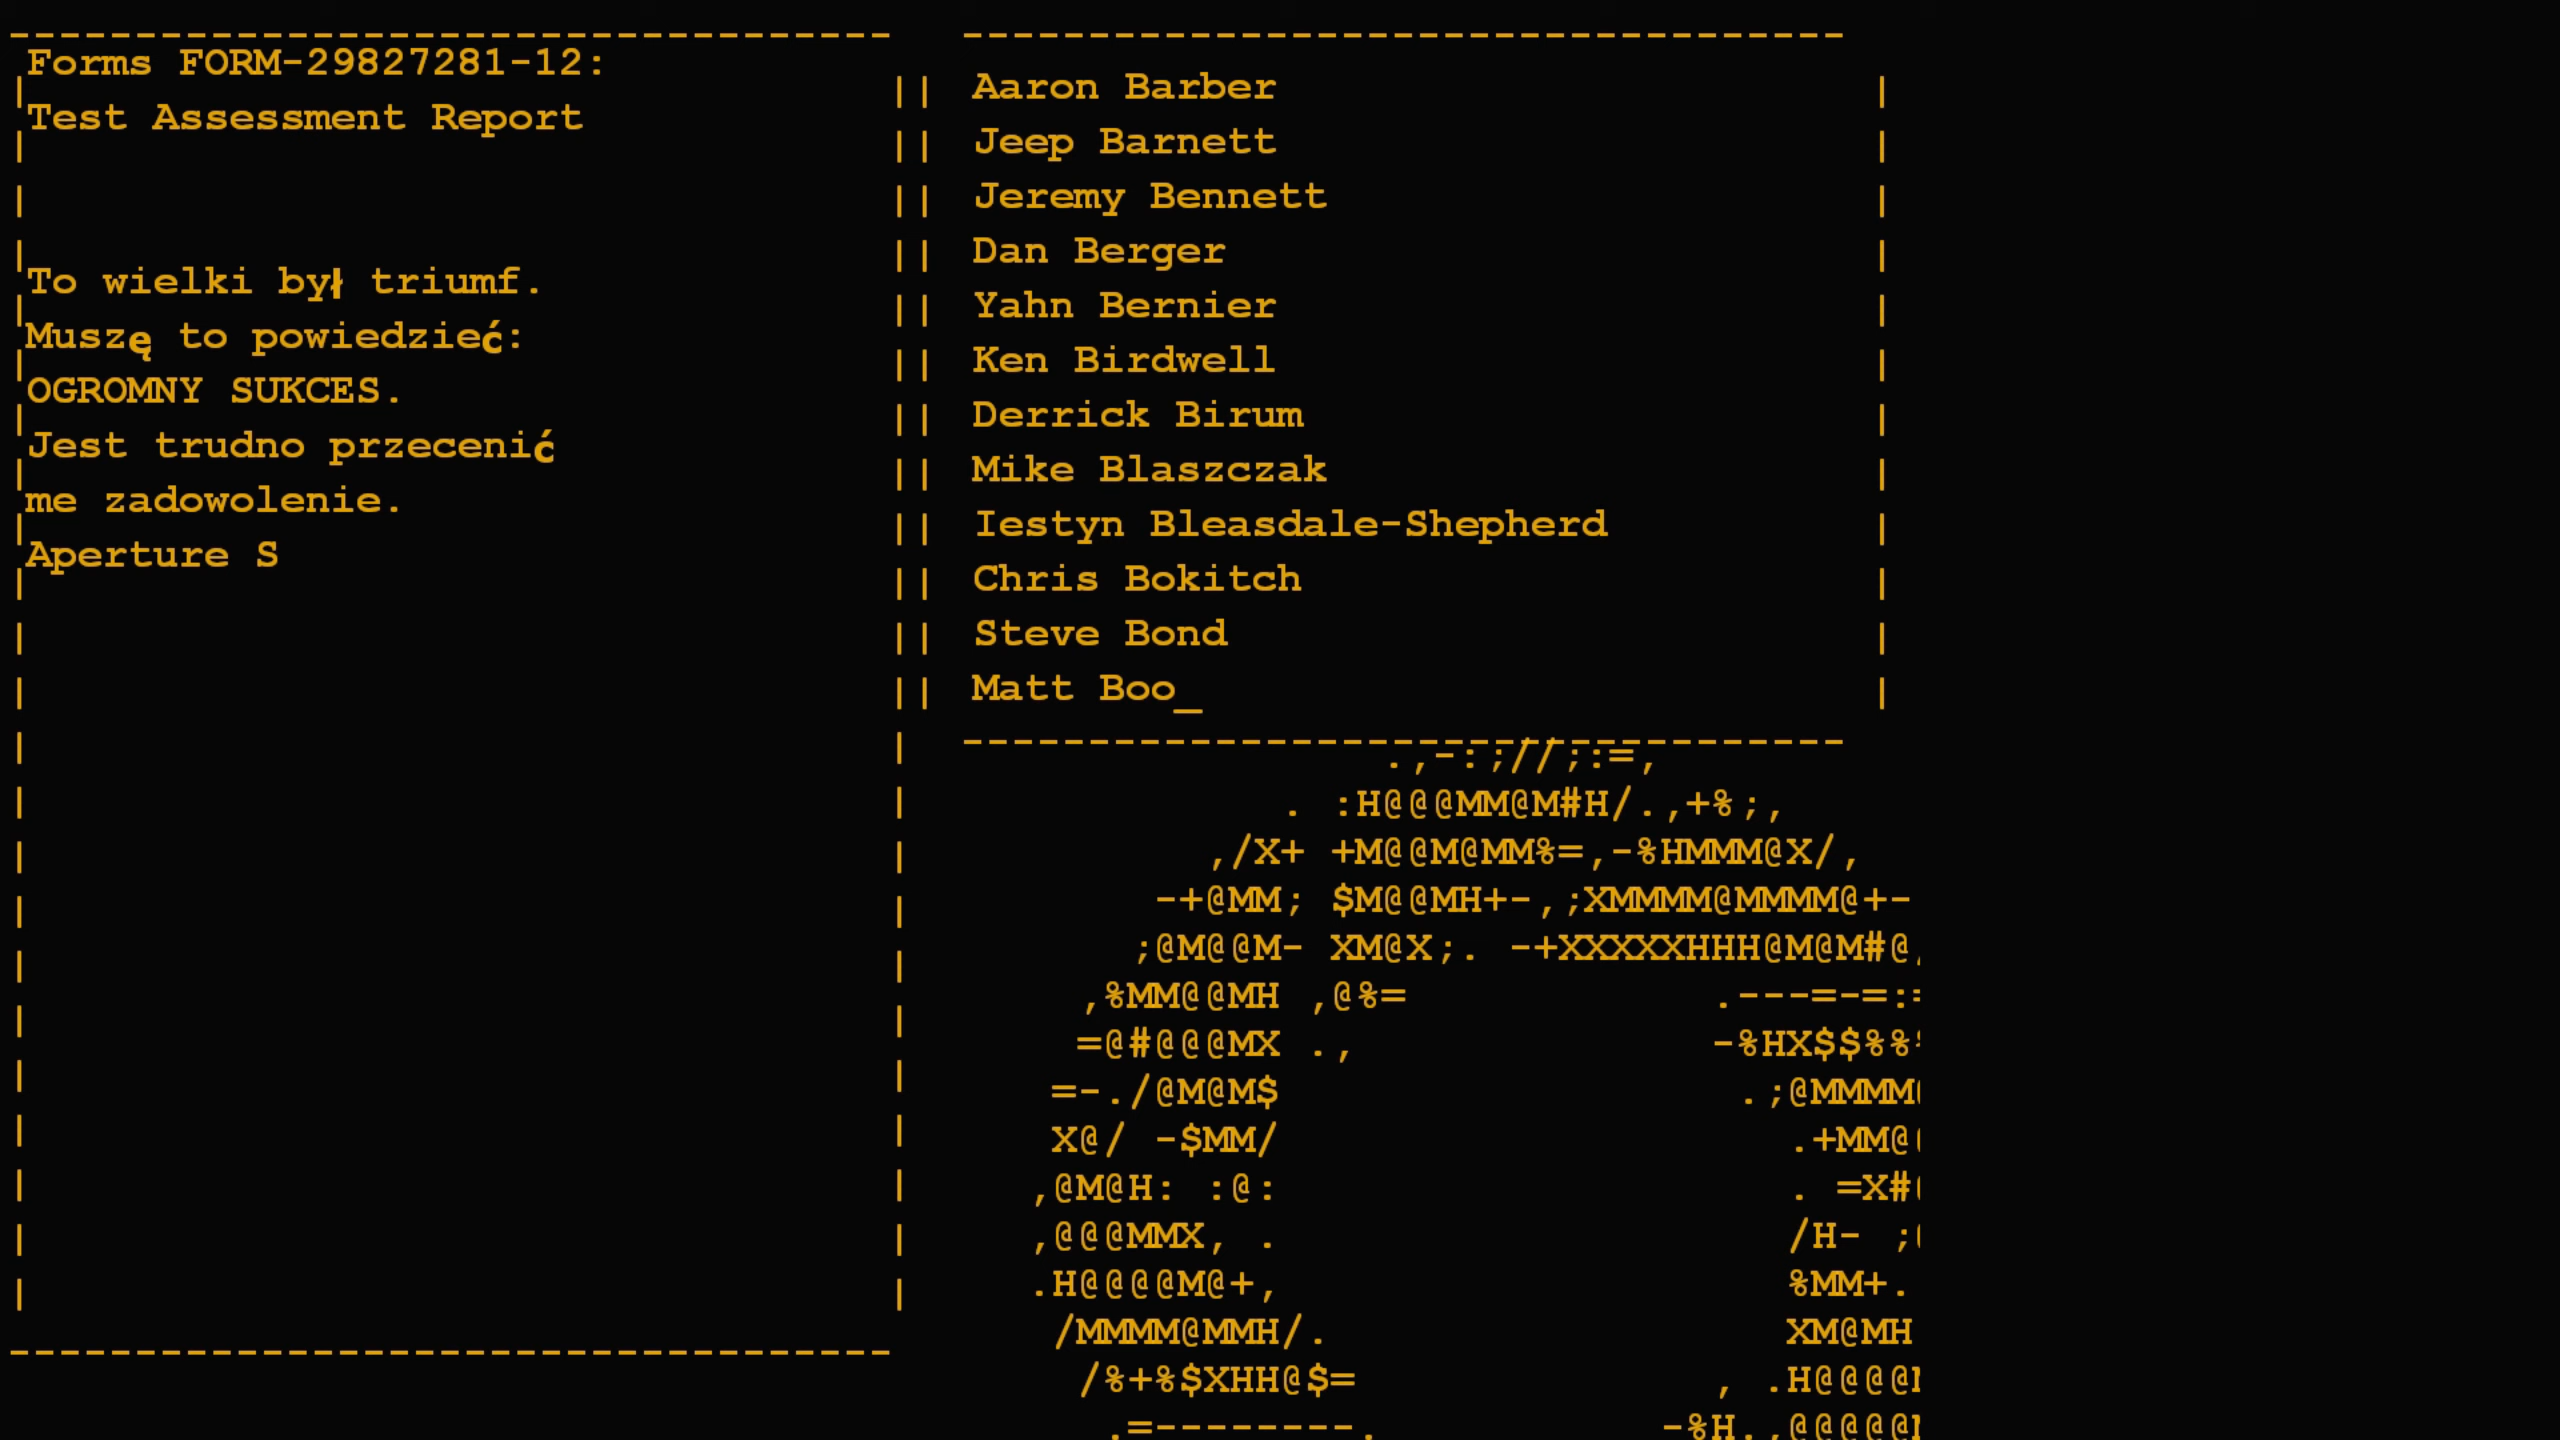 Forms FORM-29827281-12:
Test Assessment Report
To wielki był triumf.
Muszę to powiedzieć:
OGROMNY SUKCES.
Jest trudno przecenić
me zadowolenie.
Aperture S
Aaron Barber
Jeep Barnett
Jeremy Bennett
Dan Berger
Yahn Bernier
Ken Birdwell
Derrick Birum
Mike Blaszczak
Iestyn Bleasdale-Shepherd
Chris Bokitch
Steve Bond
Matt Boo_